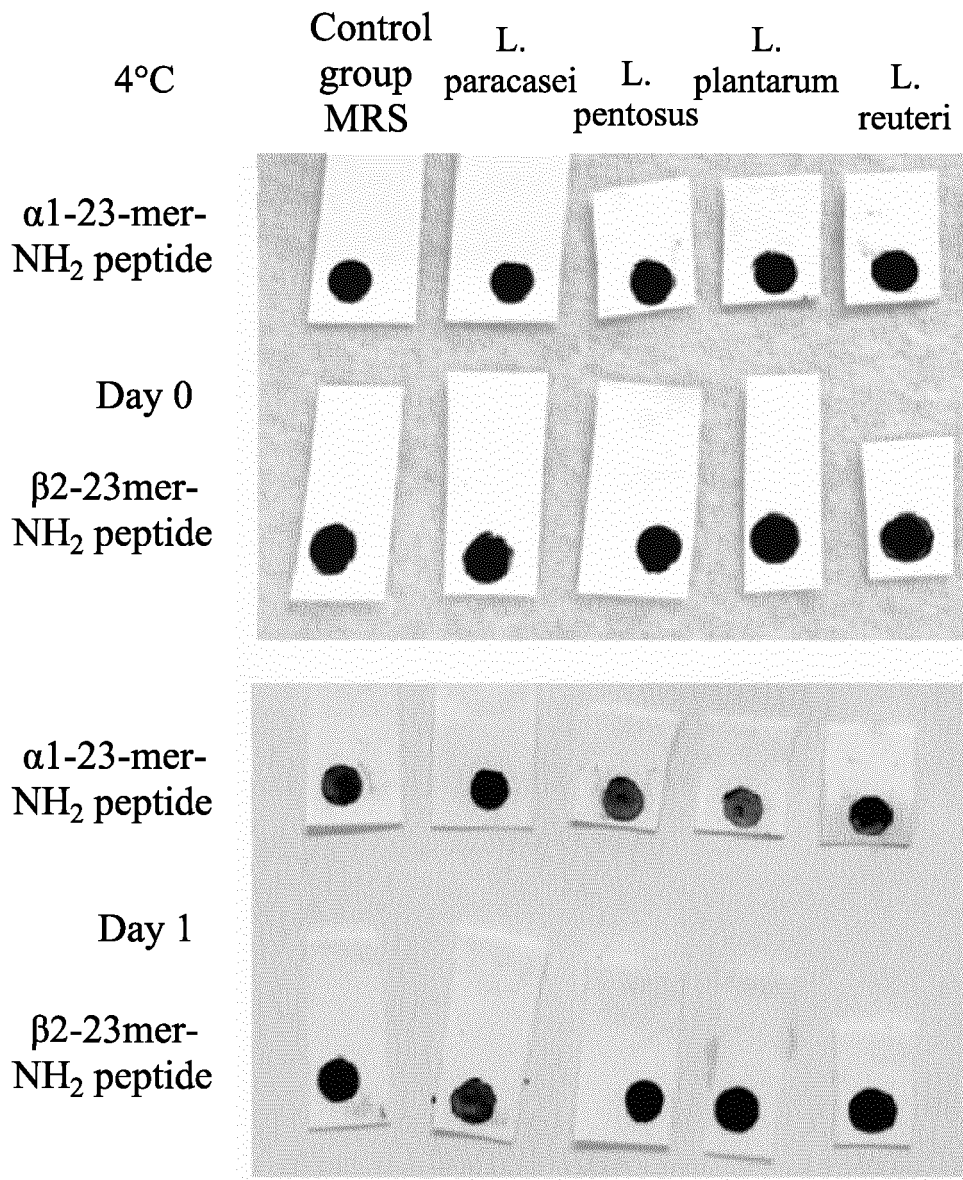 4°C
Control
group
MRS
L.
paracasei
L.
pentosus
L.
plantarum
L.
reuteri
α1-23-mer-
NH₂ peptide
Day 0
β2-23mer-
NH₂ peptide
α1-23-mer-
NH₂ peptide
Day 1
β2-23mer-
NH₂ peptide